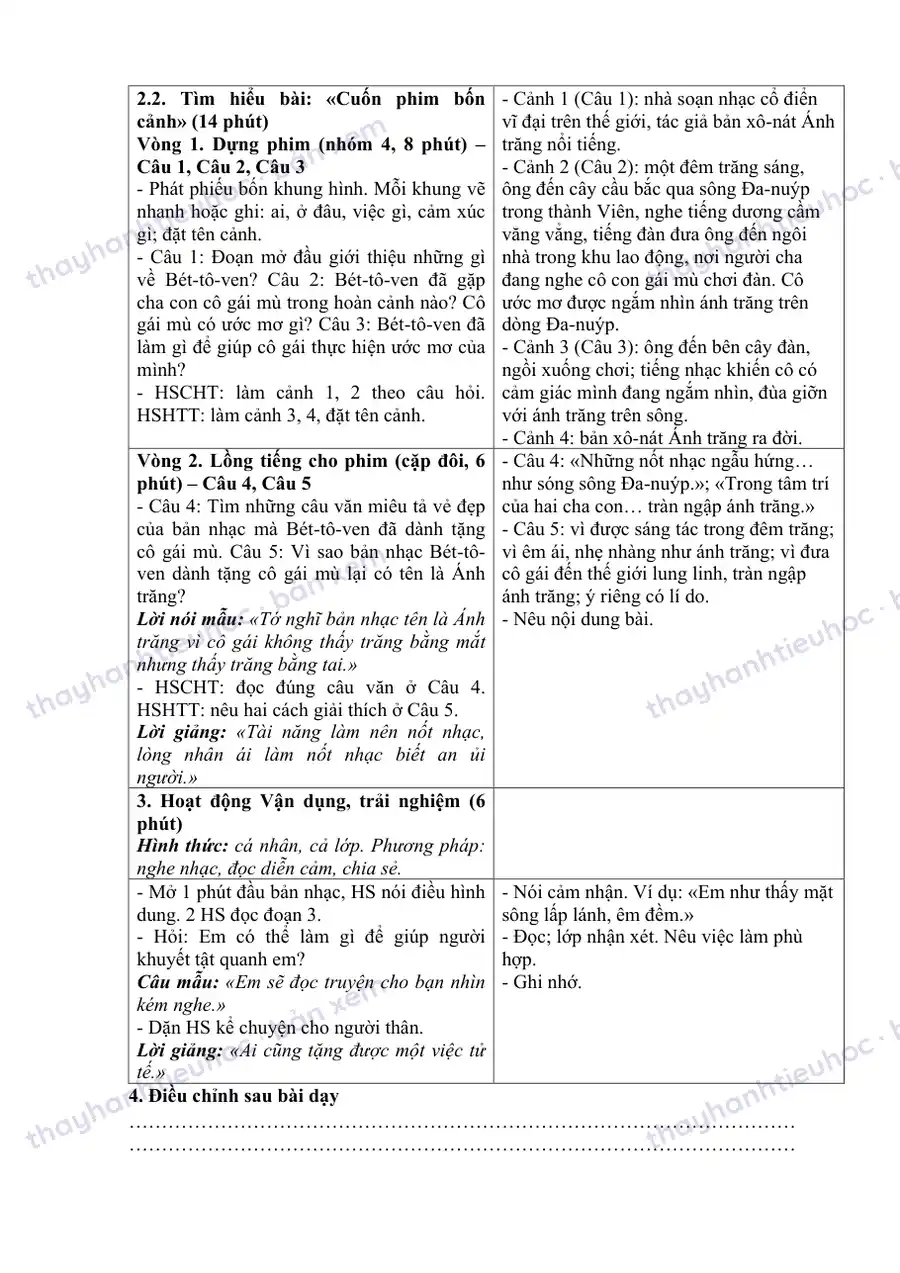 2.2. Tìm hiểu bài: «Cuốn phim bốn
cảnh» (14 phút)
Vòng 1. Dựng phim (nhóm 4, 8 phút) –
Câu 1, Câu 2, Câu 3
- Phát phiếu bốn khung hình. Mỗi khung vẽ
nhanh hoặc ghi: ai, ở đâu, việc gì, cảm xúc
gì; đặt tên cảnh.
- Câu 1: Đoạn mở đầu giới thiệu những gì
về Bét-tô-ven? Câu 2: Bét-tô-ven đã gặp
cha con cô gái mù trong hoàn cảnh nào? Cô
gái mù có ước mơ gì? Câu 3: Bét-tô-ven đã
làm gì để giúp cô gái thực hiện ước mơ của
mình?
- HSCHT: làm cảnh 1, 2 theo câu hỏi.
HSHTT: làm cảnh 3, 4, đặt tên cảnh.
- Cảnh 1 (Câu 1): nhà soạn nhạc cổ điển
vĩ đại trên thế giới, tác giả bản xô-nát Ánh
trăng nổi tiếng.
- Cảnh 2 (Câu 2): một đêm trăng sáng,
ông đến cây cầu bắc qua sông Đa-nuýp
trong thành Viên, nghe tiếng dương cầm
văng vẳng, tiếng đàn đưa ông đến ngôi
nhà trong khu lao động, nơi người cha
đang nghe cô con gái mù chơi đàn. Cô
ước mơ được ngắm nhìn ánh trăng trên
dòng Đa-nuýp.
- Cảnh 3 (Câu 3): ông đến bên cây đàn,
ngồi xuống chơi; tiếng nhạc khiến cô có
cảm giác mình đang ngắm nhìn, đùa giỡn
với ánh trăng trên sông.
- Cảnh 4: bản xô-nát Ánh trăng ra đời.
Vòng 2. Lồng tiếng cho phim (cặp đôi, 6
phút) – Câu 4, Câu 5
- Câu 4: Tìm những câu văn miêu tả vẻ đẹp
của bản nhạc mà Bét-tô-ven đã dành tặng
cô gái mù. Câu 5: Vì sao bản nhạc Bét-tô-
ven dành tặng cô gái mù lại có tên là Ánh
trăng?
Lời nói mẫu: «Tớ nghĩ bản nhạc tên là Ánh
trăng vì cô gái không thấy trăng bằng mắt
nhưng thấy trăng bằng tai.»
- HSCHT: đọc đúng câu văn ở Câu 4.
HSHTT: nêu hai cách giải thích ở Câu 5.
Lời giảng: «Tài năng làm nên nốt nhạc,
lòng nhân ái làm nốt nhạc biết an ủi
người.»
- Câu 4: «Những nốt nhạc ngẫu hứng…
như sóng sông Đa-nuýp.»; «Trong tâm trí
của hai cha con… tràn ngập ánh trăng.»
- Câu 5: vì được sáng tác trong đêm trăng;
vì êm ái, nhẹ nhàng như ánh trăng; vì đưa
cô gái đến thế giới lung linh, tràn ngập
ánh trăng; ý riêng có lí do.
- Nêu nội dung bài.
3. Hoạt động Vận dụng, trải nghiệm (6
phút)
Hình thức: cá nhân, cả lớp. Phương pháp:
nghe nhạc, đọc diễn cảm, chia sẻ.
- Mở 1 phút đầu bản nhạc, HS nói điều hình
dung. 2 HS đọc đoạn 3.
- Hỏi: Em có thể làm gì để giúp người
khuyết tật quanh em?
Câu mẫu: «Em sẽ đọc truyện cho bạn nhìn
kém nghe.»
- Dặn HS kể chuyện cho người thân.
Lời giảng: «Ai cũng tặng được một việc tử
tế.»
- Nói cảm nhận. Ví dụ: «Em như thấy mặt
sông lấp lánh, êm đềm.»
- Đọc; lớp nhận xét. Nêu việc làm phù
hợp.
- Ghi nhớ.
4. Điều chỉnh sau bài dạy
……………………………………………………………………………………
……………………………………………………………………………………
thayhanhtieuhoc · bản xem
thayhanhtieuhoc · b
thayhanhtieuhoc · bản xem
thayhanhtieuhoc · b
thayhanhtieuhoc · bản xem
thayhanhtieuhoc · b